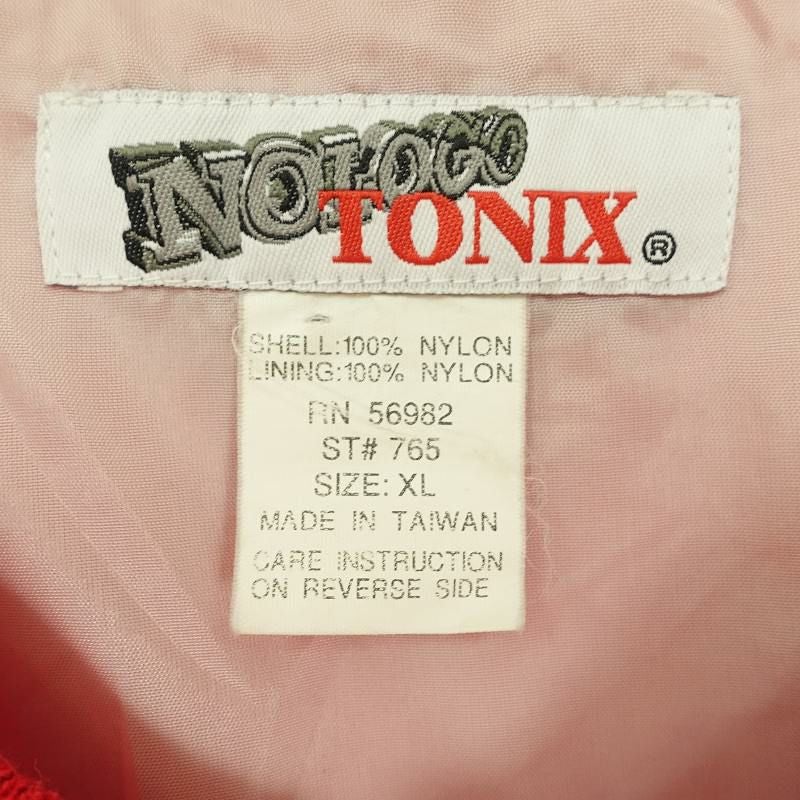 NOLOGO
TONIX ®
SHELL:100% NYLON
LINING:100% NYLON
RN 56982
ST# 765
SIZE: XL
MADE IN TAIWAN
CARE INSTRUCTION
ON REVERSE SIDE